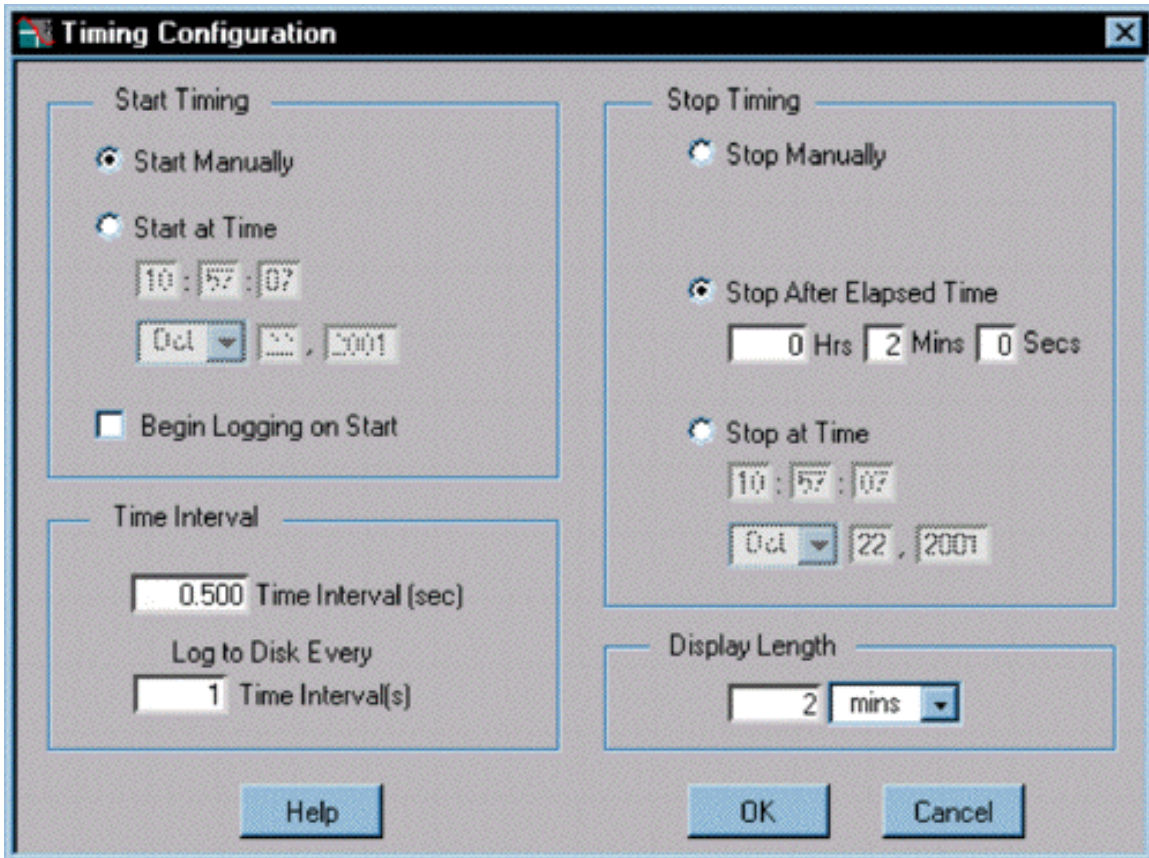 Timing Configuration
Start Timing
Start Manually
Start at Time
10 : 57 : 07
Oct , 2001
Begin Logging on Start
Time Interval
0.500 Time Interval (sec)
Log to Disk Every
1 Time Interval(s)
Stop Timing
Stop Manually
Stop After Elapsed Time
0 Hrs 2 Mins 0 Secs
Stop at Time
10 : 57 : 07
Oct 22 , 2001
Display Length
2 mins
Help
OK
Cancel